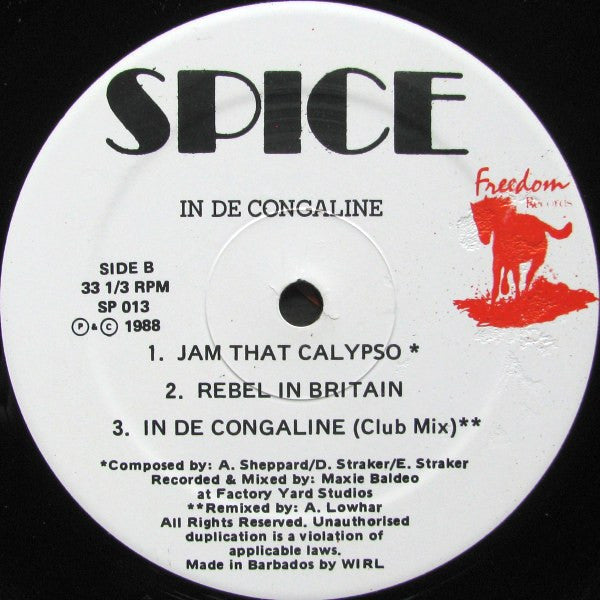 SPICE
Freedom
Records
IN DE CONGALINE
SIDE B
33 1/3 RPM
SP 013
Ⓟ & Ⓒ 1988
1. JAM THAT CALYPSO *
2. REBEL IN BRITAIN
3. IN DE CONGALINE (Club Mix)**
*Composed by: A. Sheppard/D. Straker/E. Straker
Recorded & Mixed by: Maxie Baldeo
at Factory Yard Studios
**Remixed by: A. Lowhar
All Rights Reserved. Unauthorised
duplication is a violation of
applicable laws.
Made in Barbados by WIRL